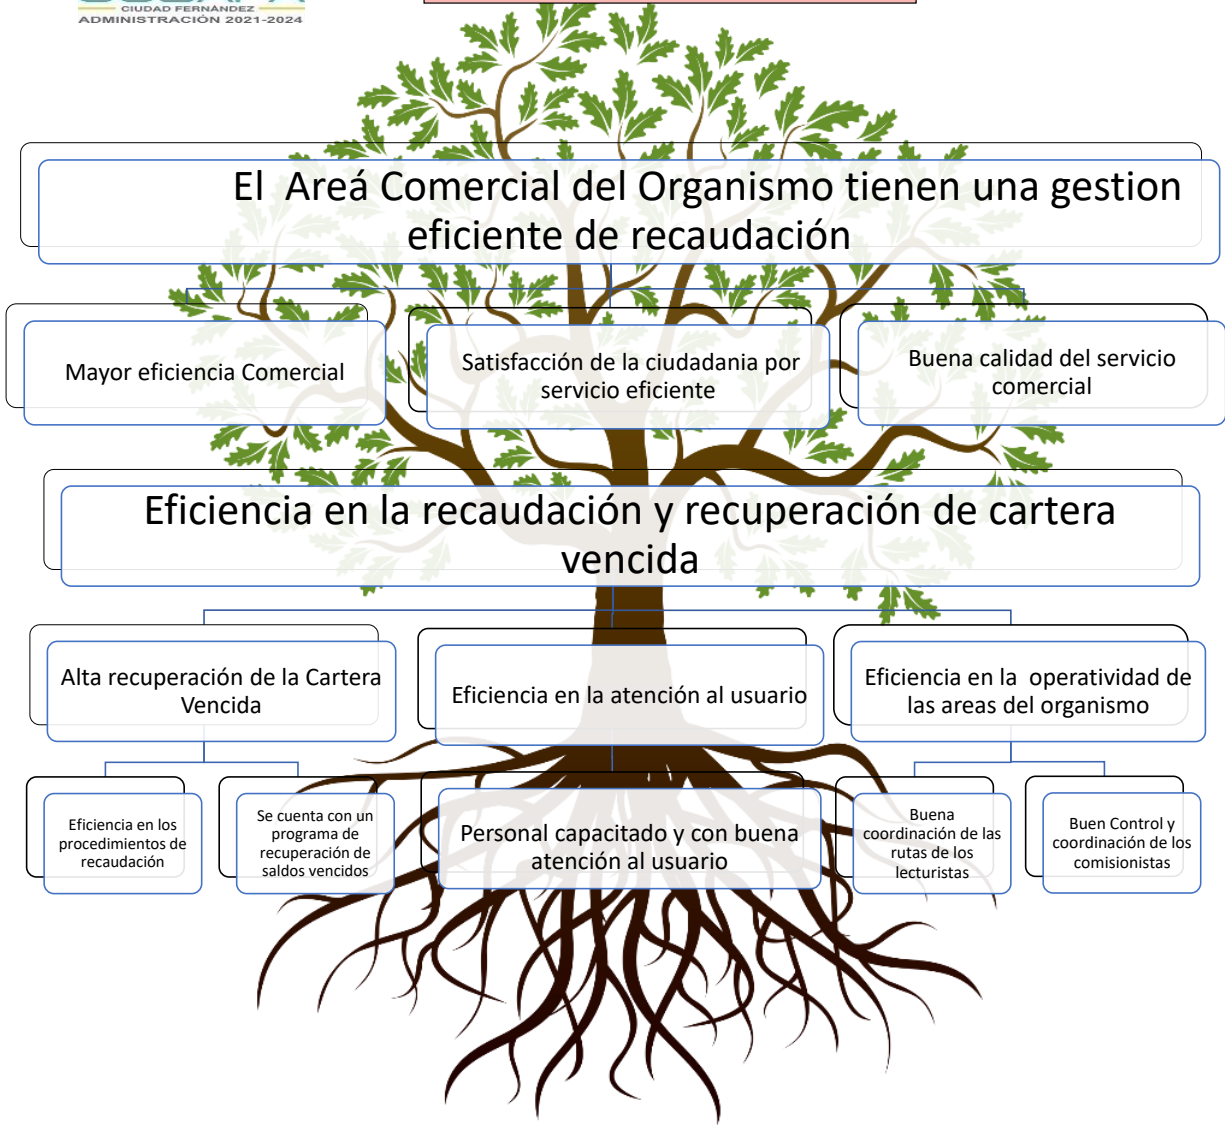 CIUDAD FERNÁNDEZ
ADMINISTRACIÓN 2021-2024
El  Areá Comercial del Organismo tienen una gestion
eficiente de recaudación
Mayor eficiencia Comercial
Satisfacción de la ciudadania por
servicio eficiente
Buena calidad del servicio
comercial
Eficiencia en la recaudación y recuperación de cartera
vencida
Alta recuperación de la Cartera
Vencida
Eficiencia en la atención al usuario
Eficiencia en la  operatividad de
las areas del organismo
Eficiencia en los
procedimientos de
recaudación
Se cuenta con un
programa de
recuperación de
saldos vencidos
Personal capacitado y con buena
atención al usuario
Buena
coordinación de las
rutas de los
lecturistas
Buen Control y
coordinación de los
comisionistas